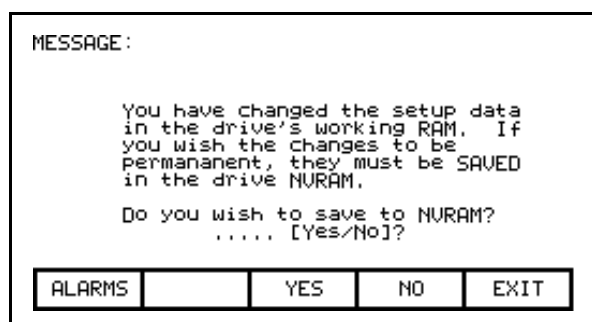 MESSAGE:
You have changed the setup data
in the drive's working RAM. If
you wish the changes to be
permananent, they must be SAVED
in the drive NVRAM.
Do you wish to save to NVRAM?
..... [Yes/No]?
ALARMS YES NO EXIT